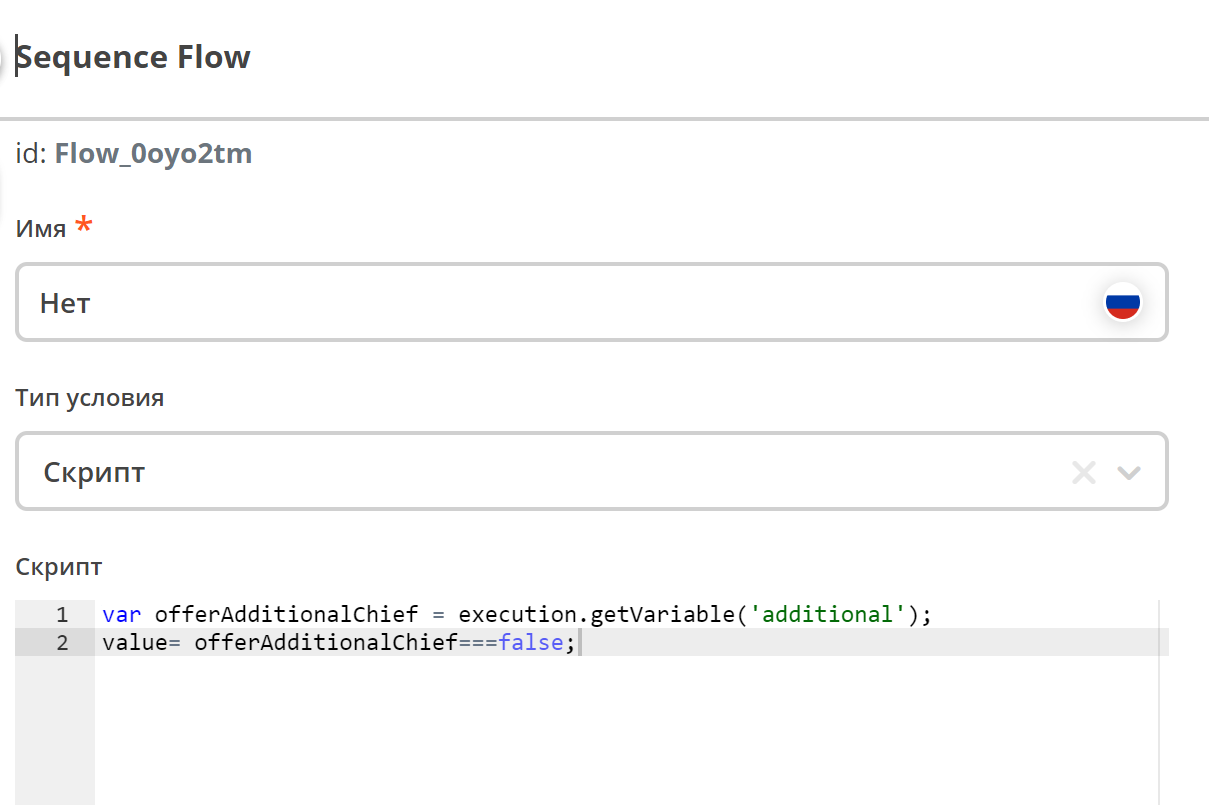 Sequence Flow
id: Flow_0oyo2tm
Имя *
Нет
Тип условия
Скрипт
Скрипт
1 var offerAdditionalChief = execution.getVariable('additional');
2 value= offerAdditionalChief===false;